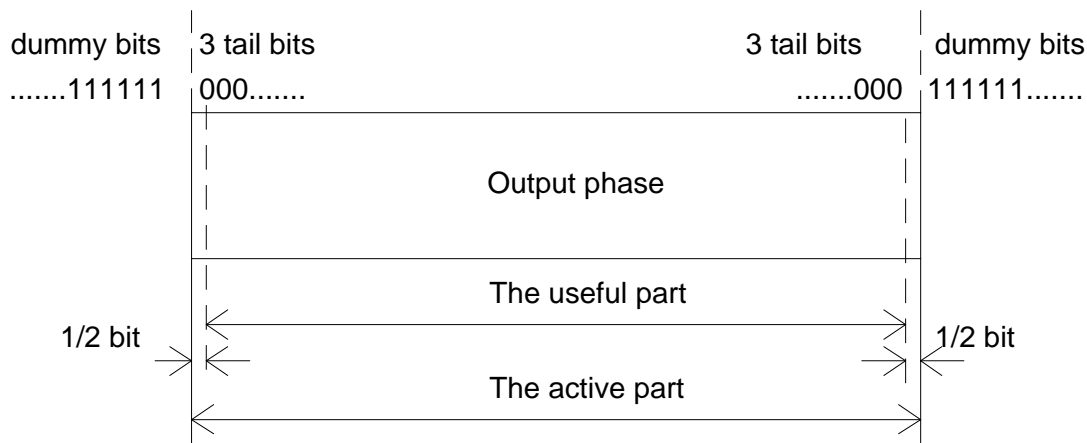 dummy bits 3 tail bits 3 tail bits dummy bits
.......111111 000....... .......000 111111.......
Output phase
The useful part
1/2 bit 1/2 bit
The active part